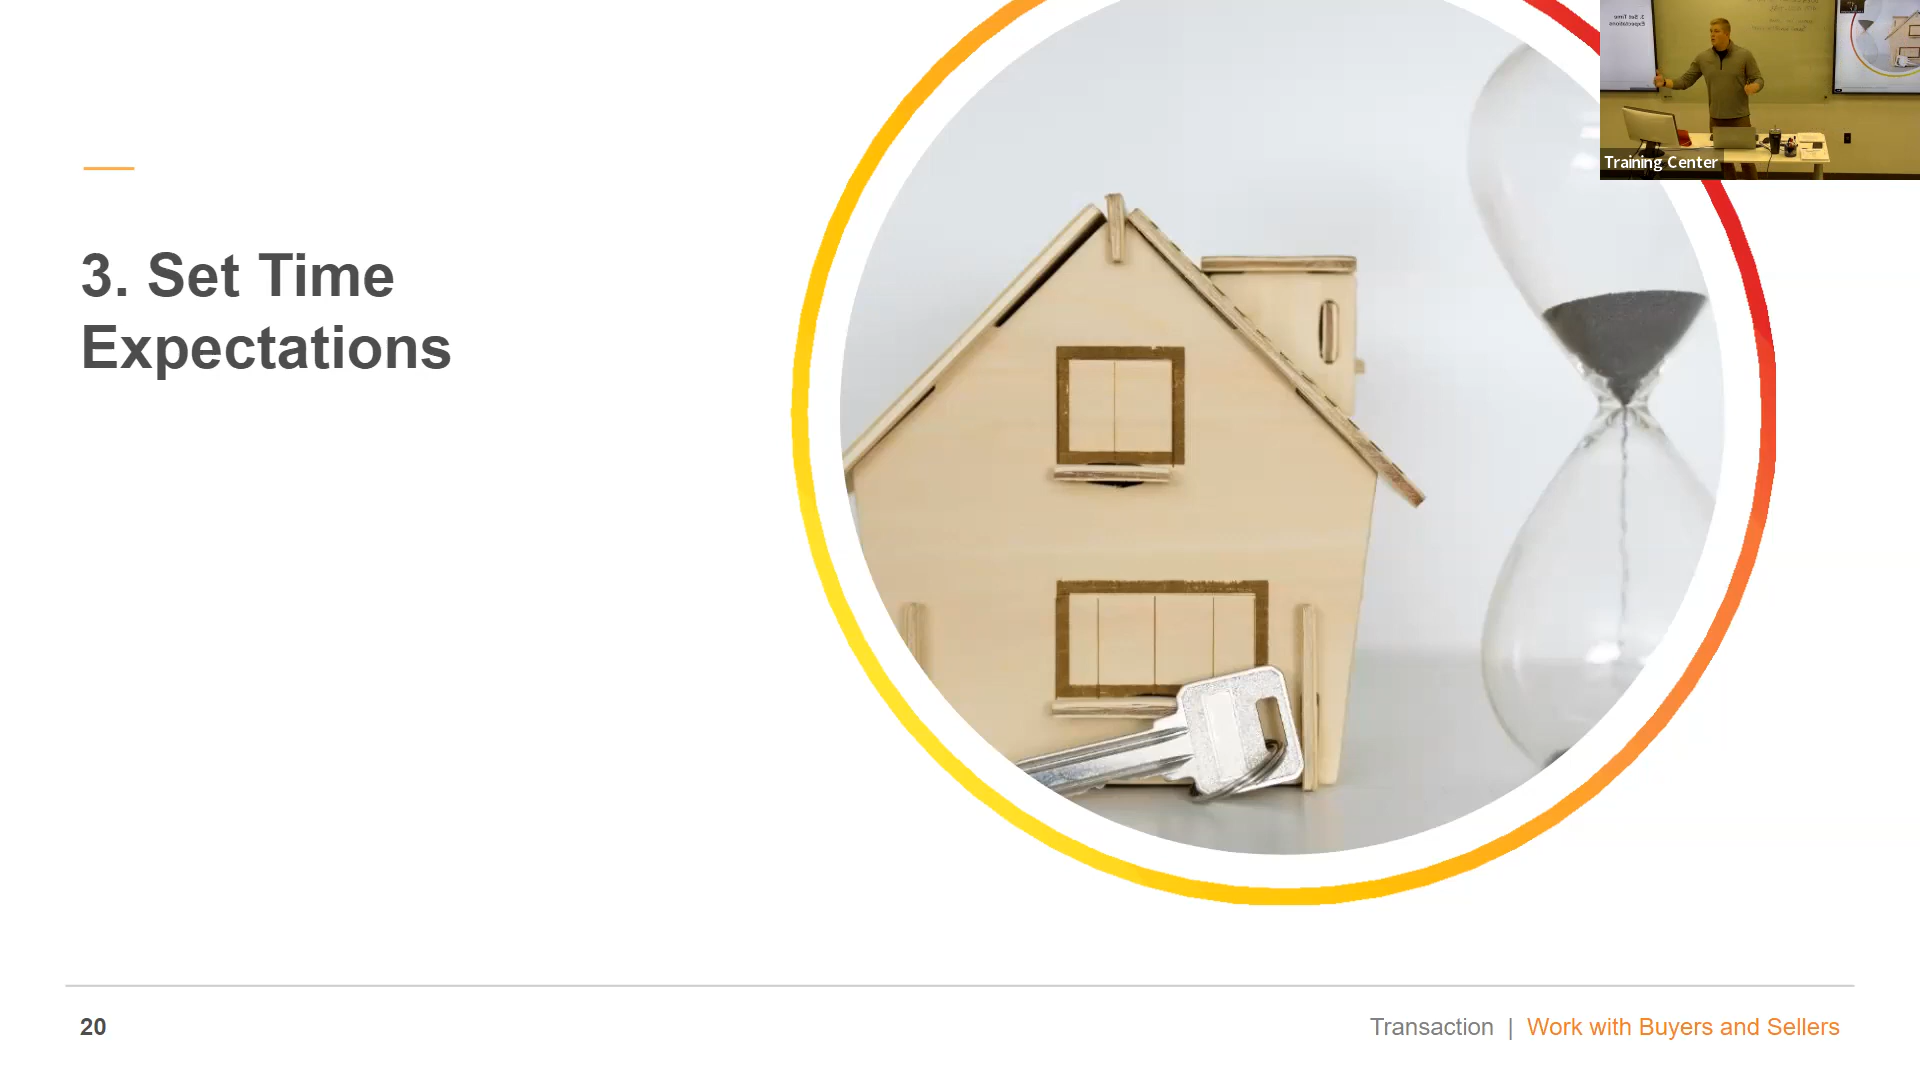 3. Set Time
Expectations
Training Center
20
Transaction | Work with Buyers and Sellers